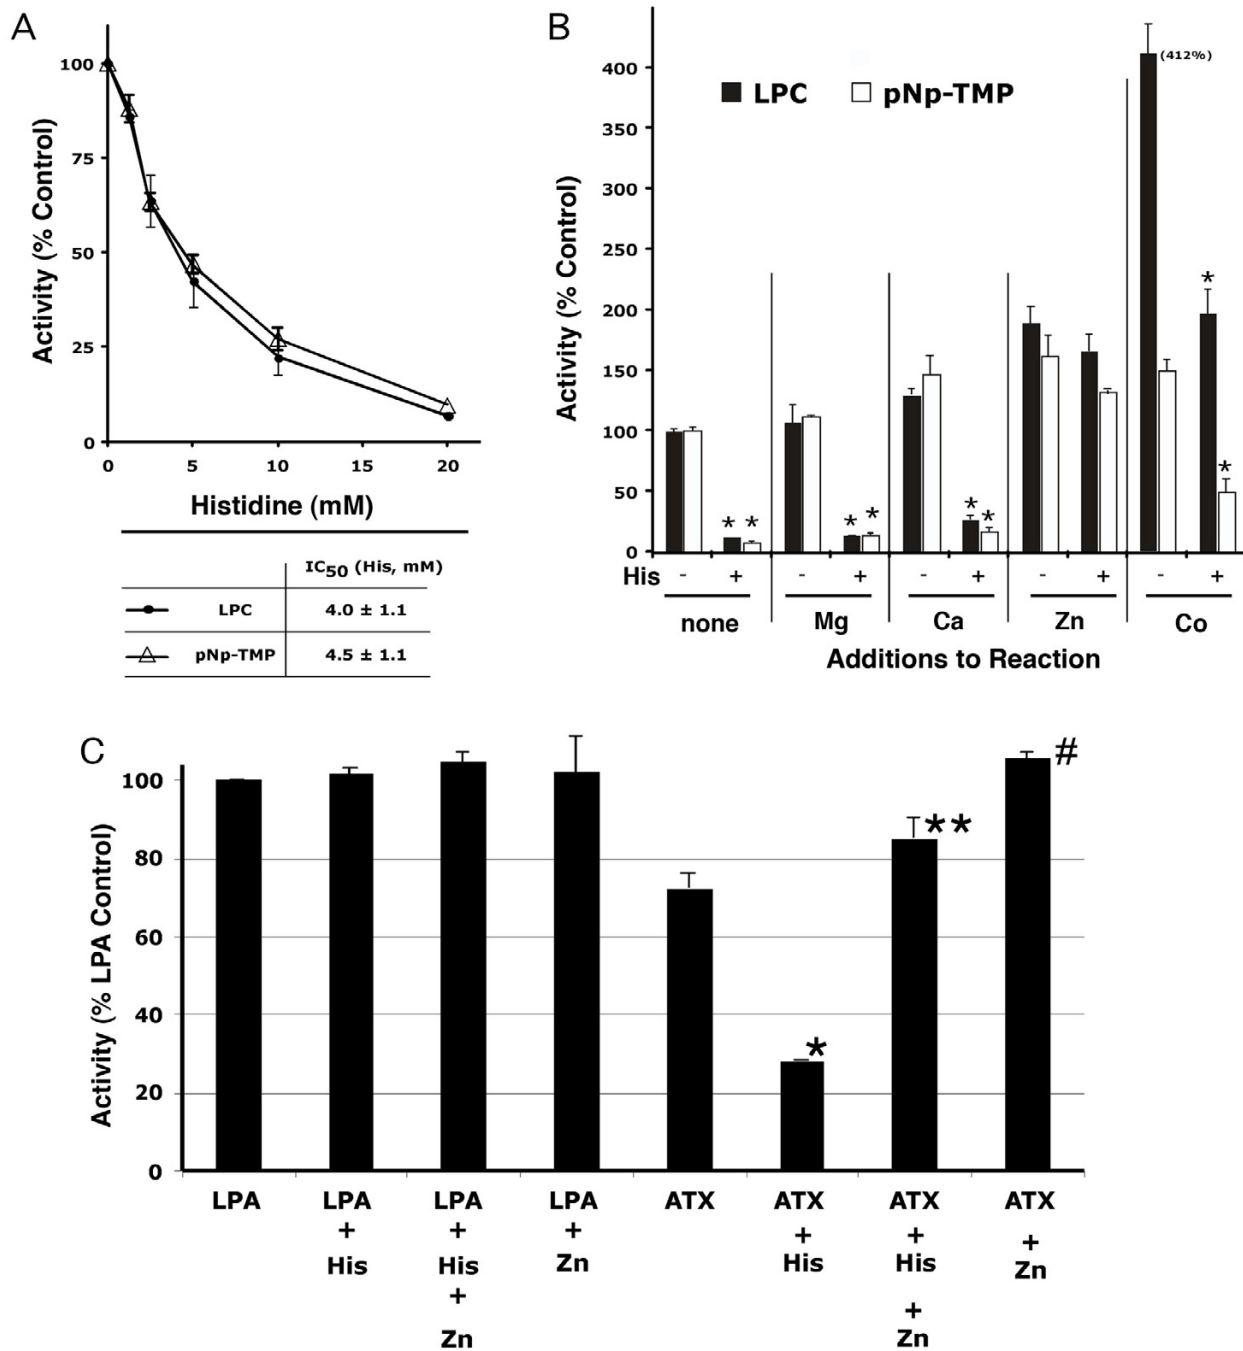 A
100
75
50
25
0
Activity (% Control)
0 5 10 15 20
Histidine (mM)
IC50 (His, mM)
LPC 4.0 ± 1.1
pNp-TMP 4.5 ± 1.1
B
LPC pNp-TMP
(412%)
400
350
300
250
200
150
100
50
0
Activity (% Control)
*
*
* *
* *
* *
His - + - + - + - + - +
none Mg Ca Zn Co
Additions to Reaction
C
100
80
60
40
20
0
Activity (% LPA Control)
#
**
*
LPA LPA LPA LPA ATX ATX ATX ATX
+ + + + + +
His His Zn His His Zn
+ +
Zn Zn